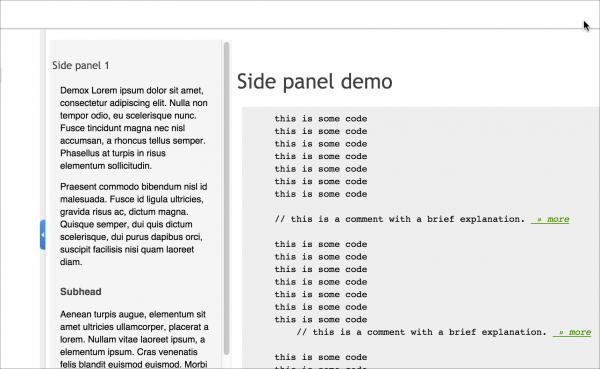 Side panel 1
Demox Lorem ipsum dolor sit amet,
consectetur adipiscing elit. Nulla non
tempor odio, eu scelerisque nunc.
Fusce tincidunt magna nec nisl
accumsan, a rhoncus tellus semper.
Phasellus at turpis in risus
elementum sollicitudin.
Praesent commodo bibendum nisl id
malesuada. Fusce id ligula ultricies,
gravida risus ac, dictum magna.
Quisque semper, dui quis dictum
scelerisque, dui purus dapibus orci,
suscipit facilisis nisi quam laoreet
diam.
Subhead
Aenean turpis augue, elementum sit
amet ultricies ullamcorper, placerat a
lorem. Nullam vitae laoreet ipsum, a
elementum ipsum. Cras venenatis
felis blandit euismod euismod. Morbi
Side panel demo
this is some code
this is some code
this is some code
this is some code
this is some code
this is some code
this is some code
// this is a comment with a brief explanation. » more
this is some code
this is some code
this is some code
this is some code
this is some code
this is some code
this is some code
// this is a comment with a brief explanation. » more
this is some code
this is some code